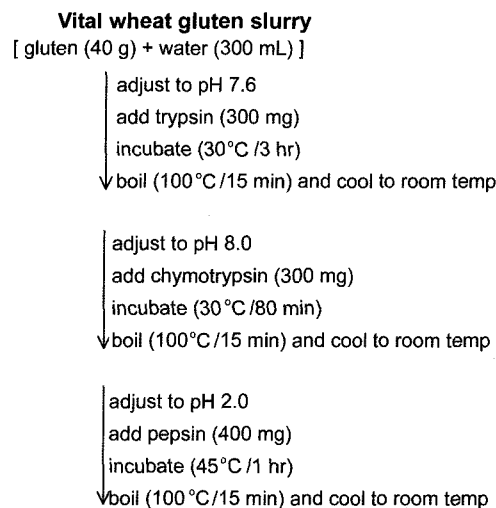 Vital wheat gluten slurry
[ gluten (40 g) + water (300 mL) ]
adjust to pH 7.6
add trypsin (300 mg)
incubate (30°C /3 hr)
boil (100°C/15 min) and cool to room temp
adjust to pH 8.0
add chymotrypsin (300 mg)
incubate (30°C/80 min)
boil (100°C/15 min) and cool to room temp
adjust to pH 2.0
add pepsin (400 mg)
incubate (45°C/1 hr)
boil (100°C/15 min) and cool to room temp